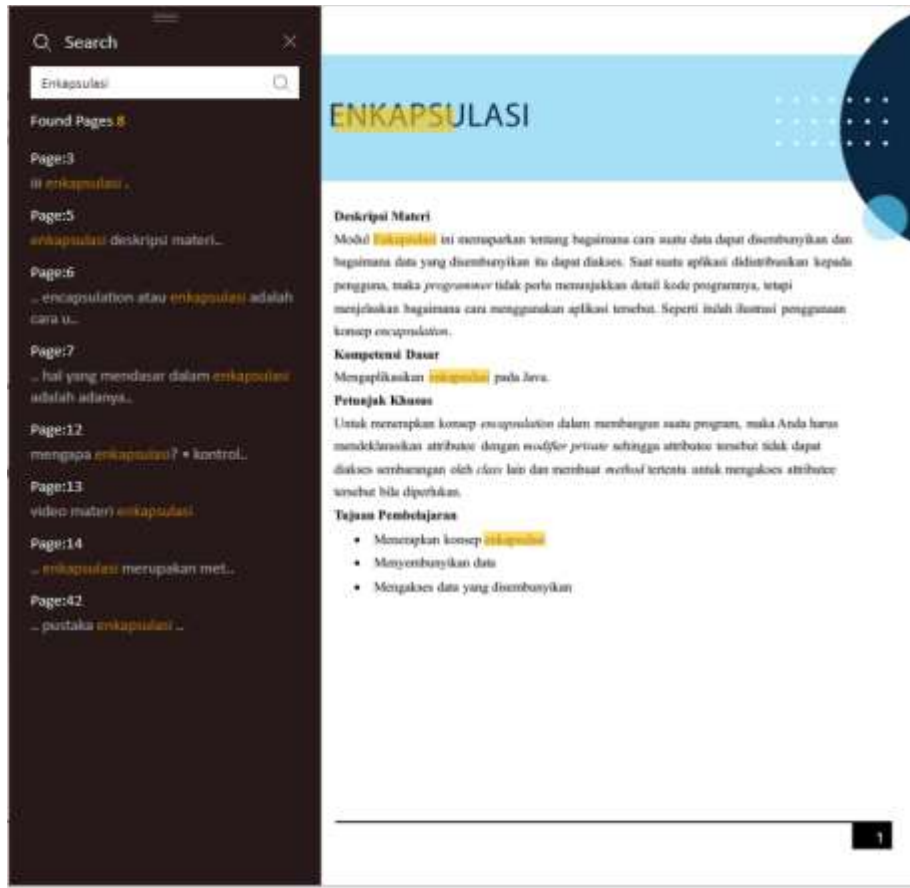 Search
Enkapsulasi
Found Pages 8
Page:3
iii enkapsulasi .
Page:5
enkapsulasi deskripsi materi...
Page:6
... encapsulation atau enkapsulasi adalah
cara u...
Page:7
... hal yang mendasar dalam enkapsulasi
adalah adanya...
Page:12
mengapa enkapsulasi? • kontrol...
Page:13
video materi enkapsulasi
Page:14
... enkapsulasi merupakan met...
Page:42
... pustaka enkapsulasi ...
ENKAPSULASI
Deskripsi Materi
Modul Enkapsulasi ini memaparkan tentang bagaimana cara suatu data dapat disembunyikan dan
bagaimana data yang disembunyikan itu dapat diakses. Saat suatu aplikasi didistribusikan kepada
pengguna, maka programmer tidak perlu menunjukkan detail kode programnya, tetapi
menjelaskan bagaimana cara menggunakan aplikasi tersebut. Seperti itulah ilustrasi penggunaan
konsep encapsulation.
Kompetensi Dasar
Mengaplikasikan enkapsulasi pada Java.
Petunjuk Khusus
Untuk menerapkan konsep encapsulation dalam membangun suatu program, maka Anda harus
mendeklarasikan attributee dengan modifier private sehingga attributee tersebut tidak dapat
diakses sembarangan oleh class lain dan membuat method tertentu untuk mengakses attributee
tersebut bila diperlukan.
Tujuan Pembelajaran
• Menerapkan konsep enkapsulasi
• Menyembunyikan data
• Mengakses data yang disembunyikan
1